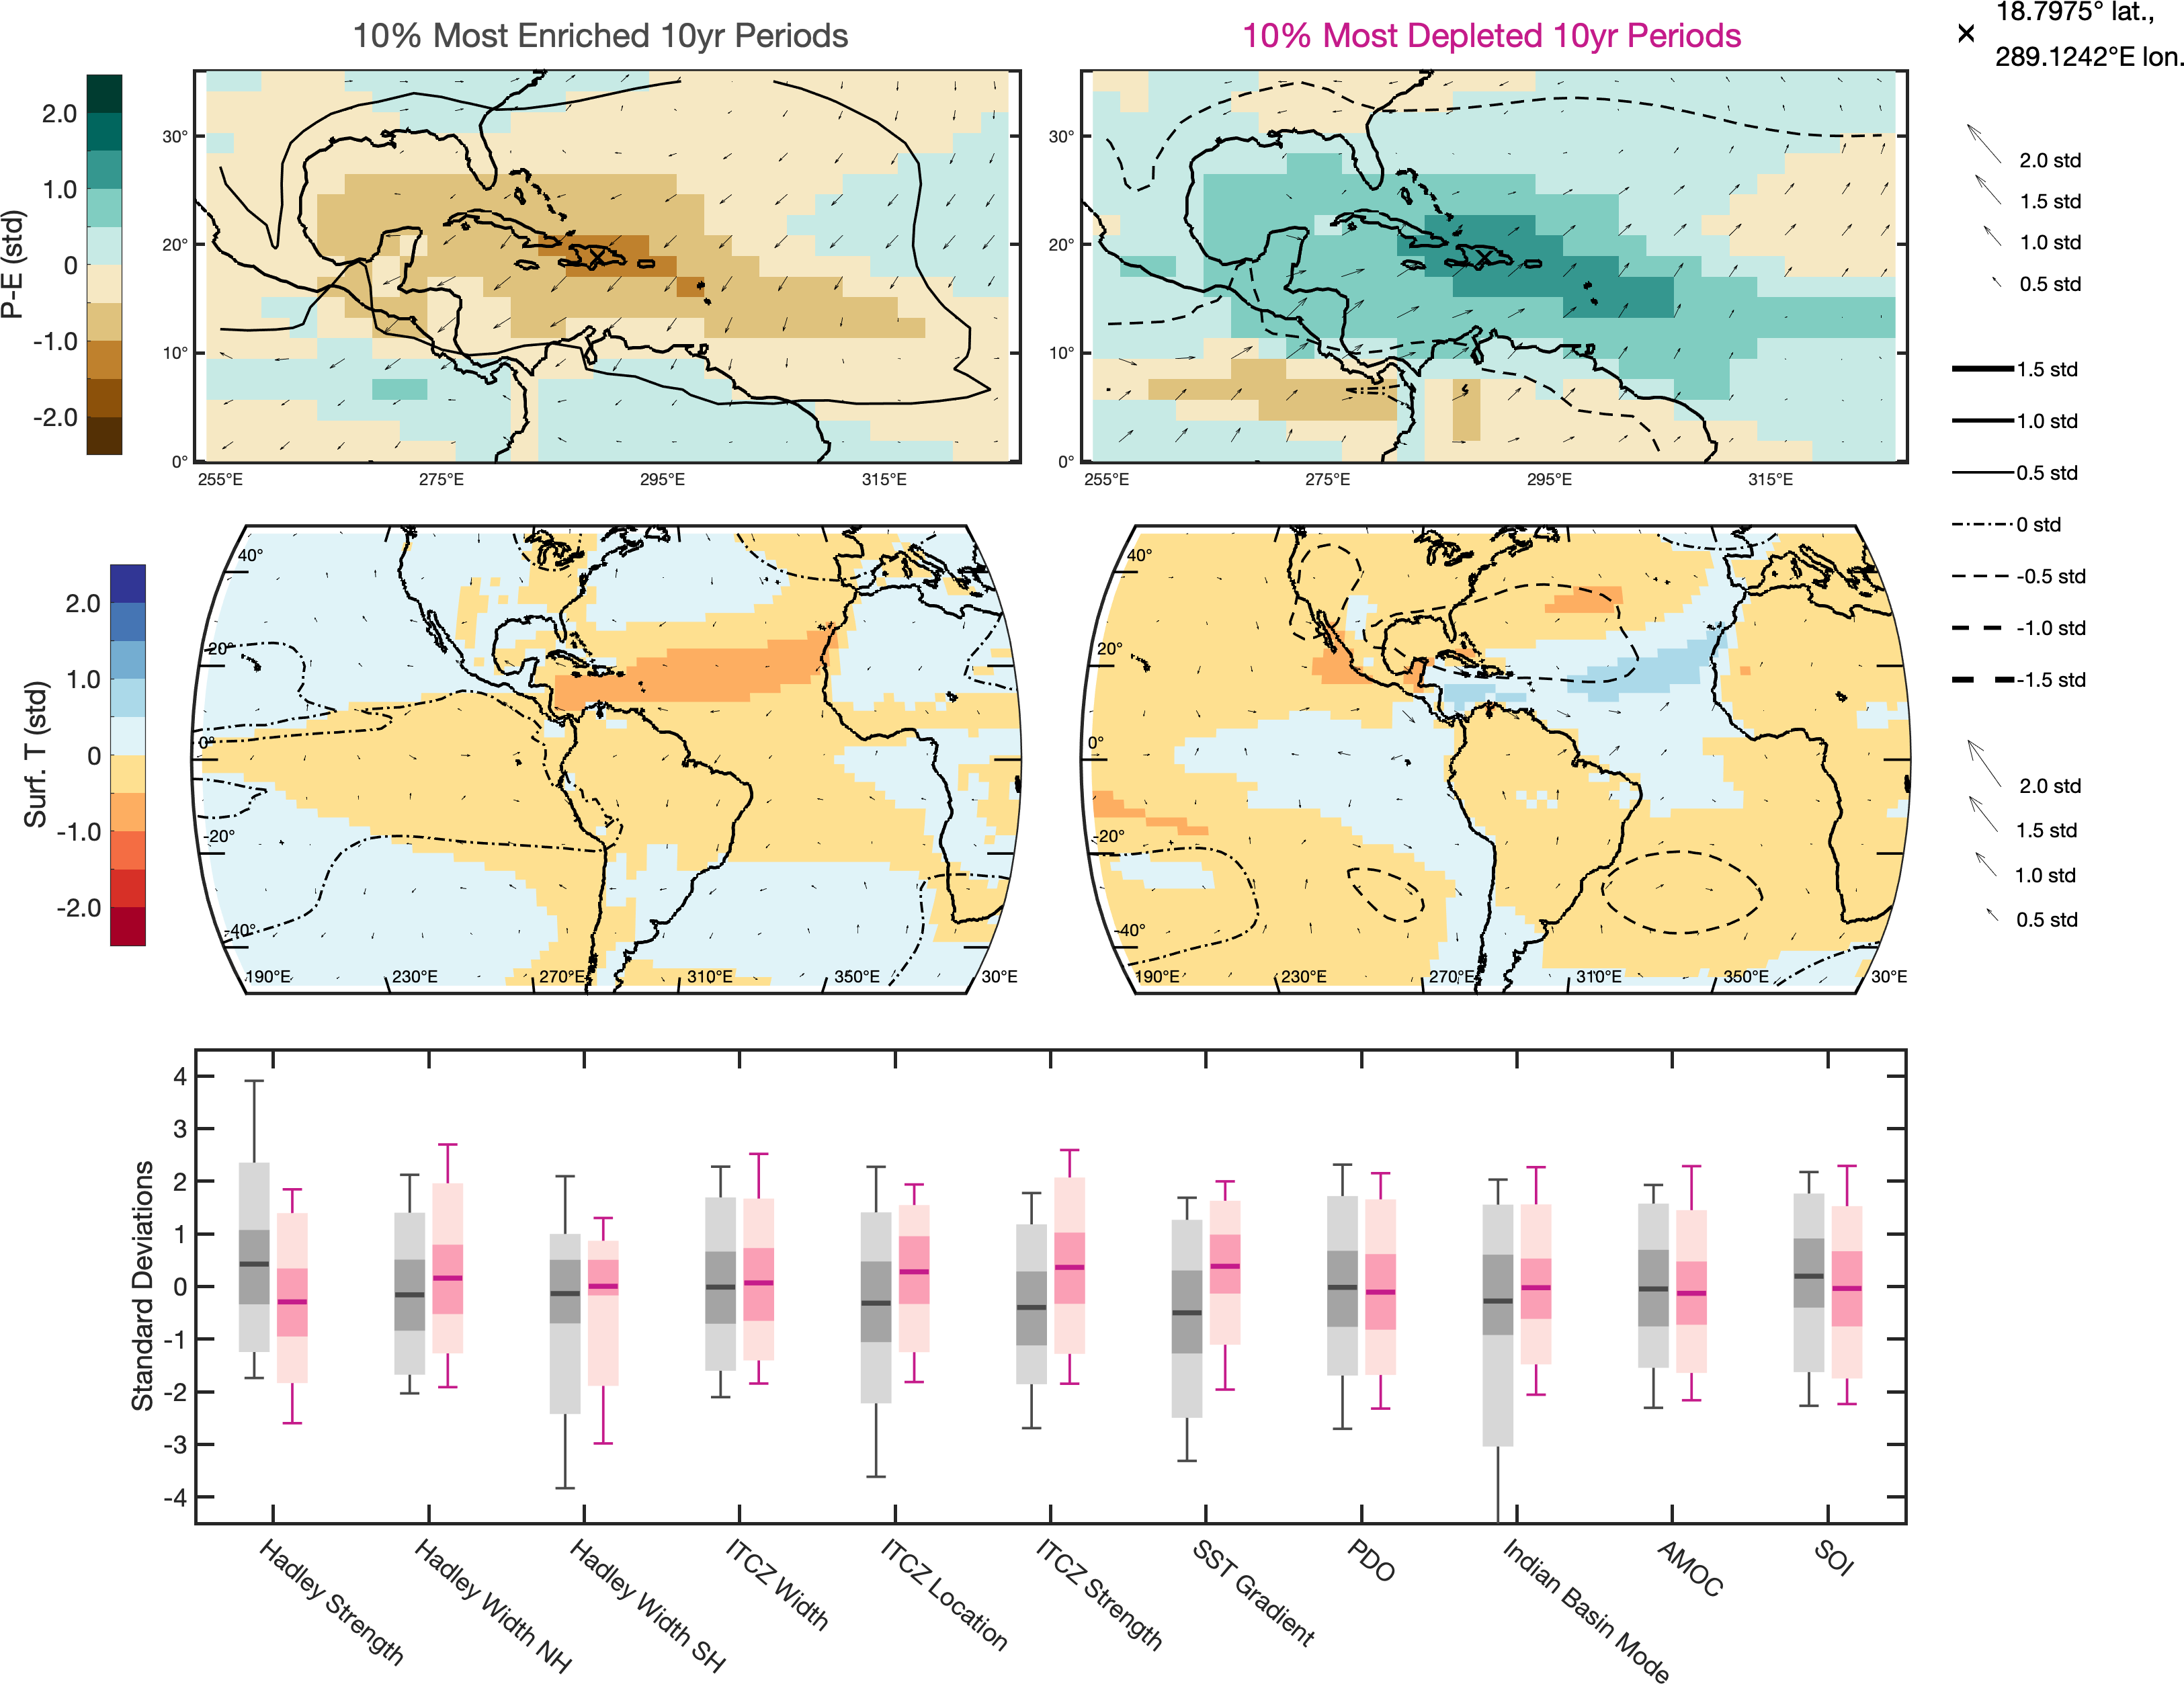 10% Most Enriched 10yr Periods
10% Most Depleted 10yr Periods
18.7975° lat.,
289.1242°E lon.
P-E (std)
2.0
1.0
0
-1.0
-2.0
30°
20°
10°
0°
255°E
275°E
295°E
315°E
30°
20°
10°
0°
255°E
275°E
295°E
315°E
2.0 std
1.5 std
1.0 std
0.5 std
1.5 std
1.0 std
0.5 std
0 std
-0.5 std
-1.0 std
-1.5 std
Surf. T (std)
2.0
1.0
0
-1.0
-2.0
40°
20°
0°
-20°
-40°
190°E
230°E
270°E
310°E
350°E
30°E
40°
20°
0°
-20°
-40°
190°E
230°E
270°E
310°E
350°E
30°E
2.0 std
1.5 std
1.0 std
0.5 std
Standard Deviations
4
3
2
1
0
-1
-2
-3
-4
Hadley Strength
Hadley Width NH
Hadley Width SH
ITCZ Width
ITCZ Location
ITCZ Strength
SST Gradient
PDO
Indian Basin Mode
AMOC
SOI